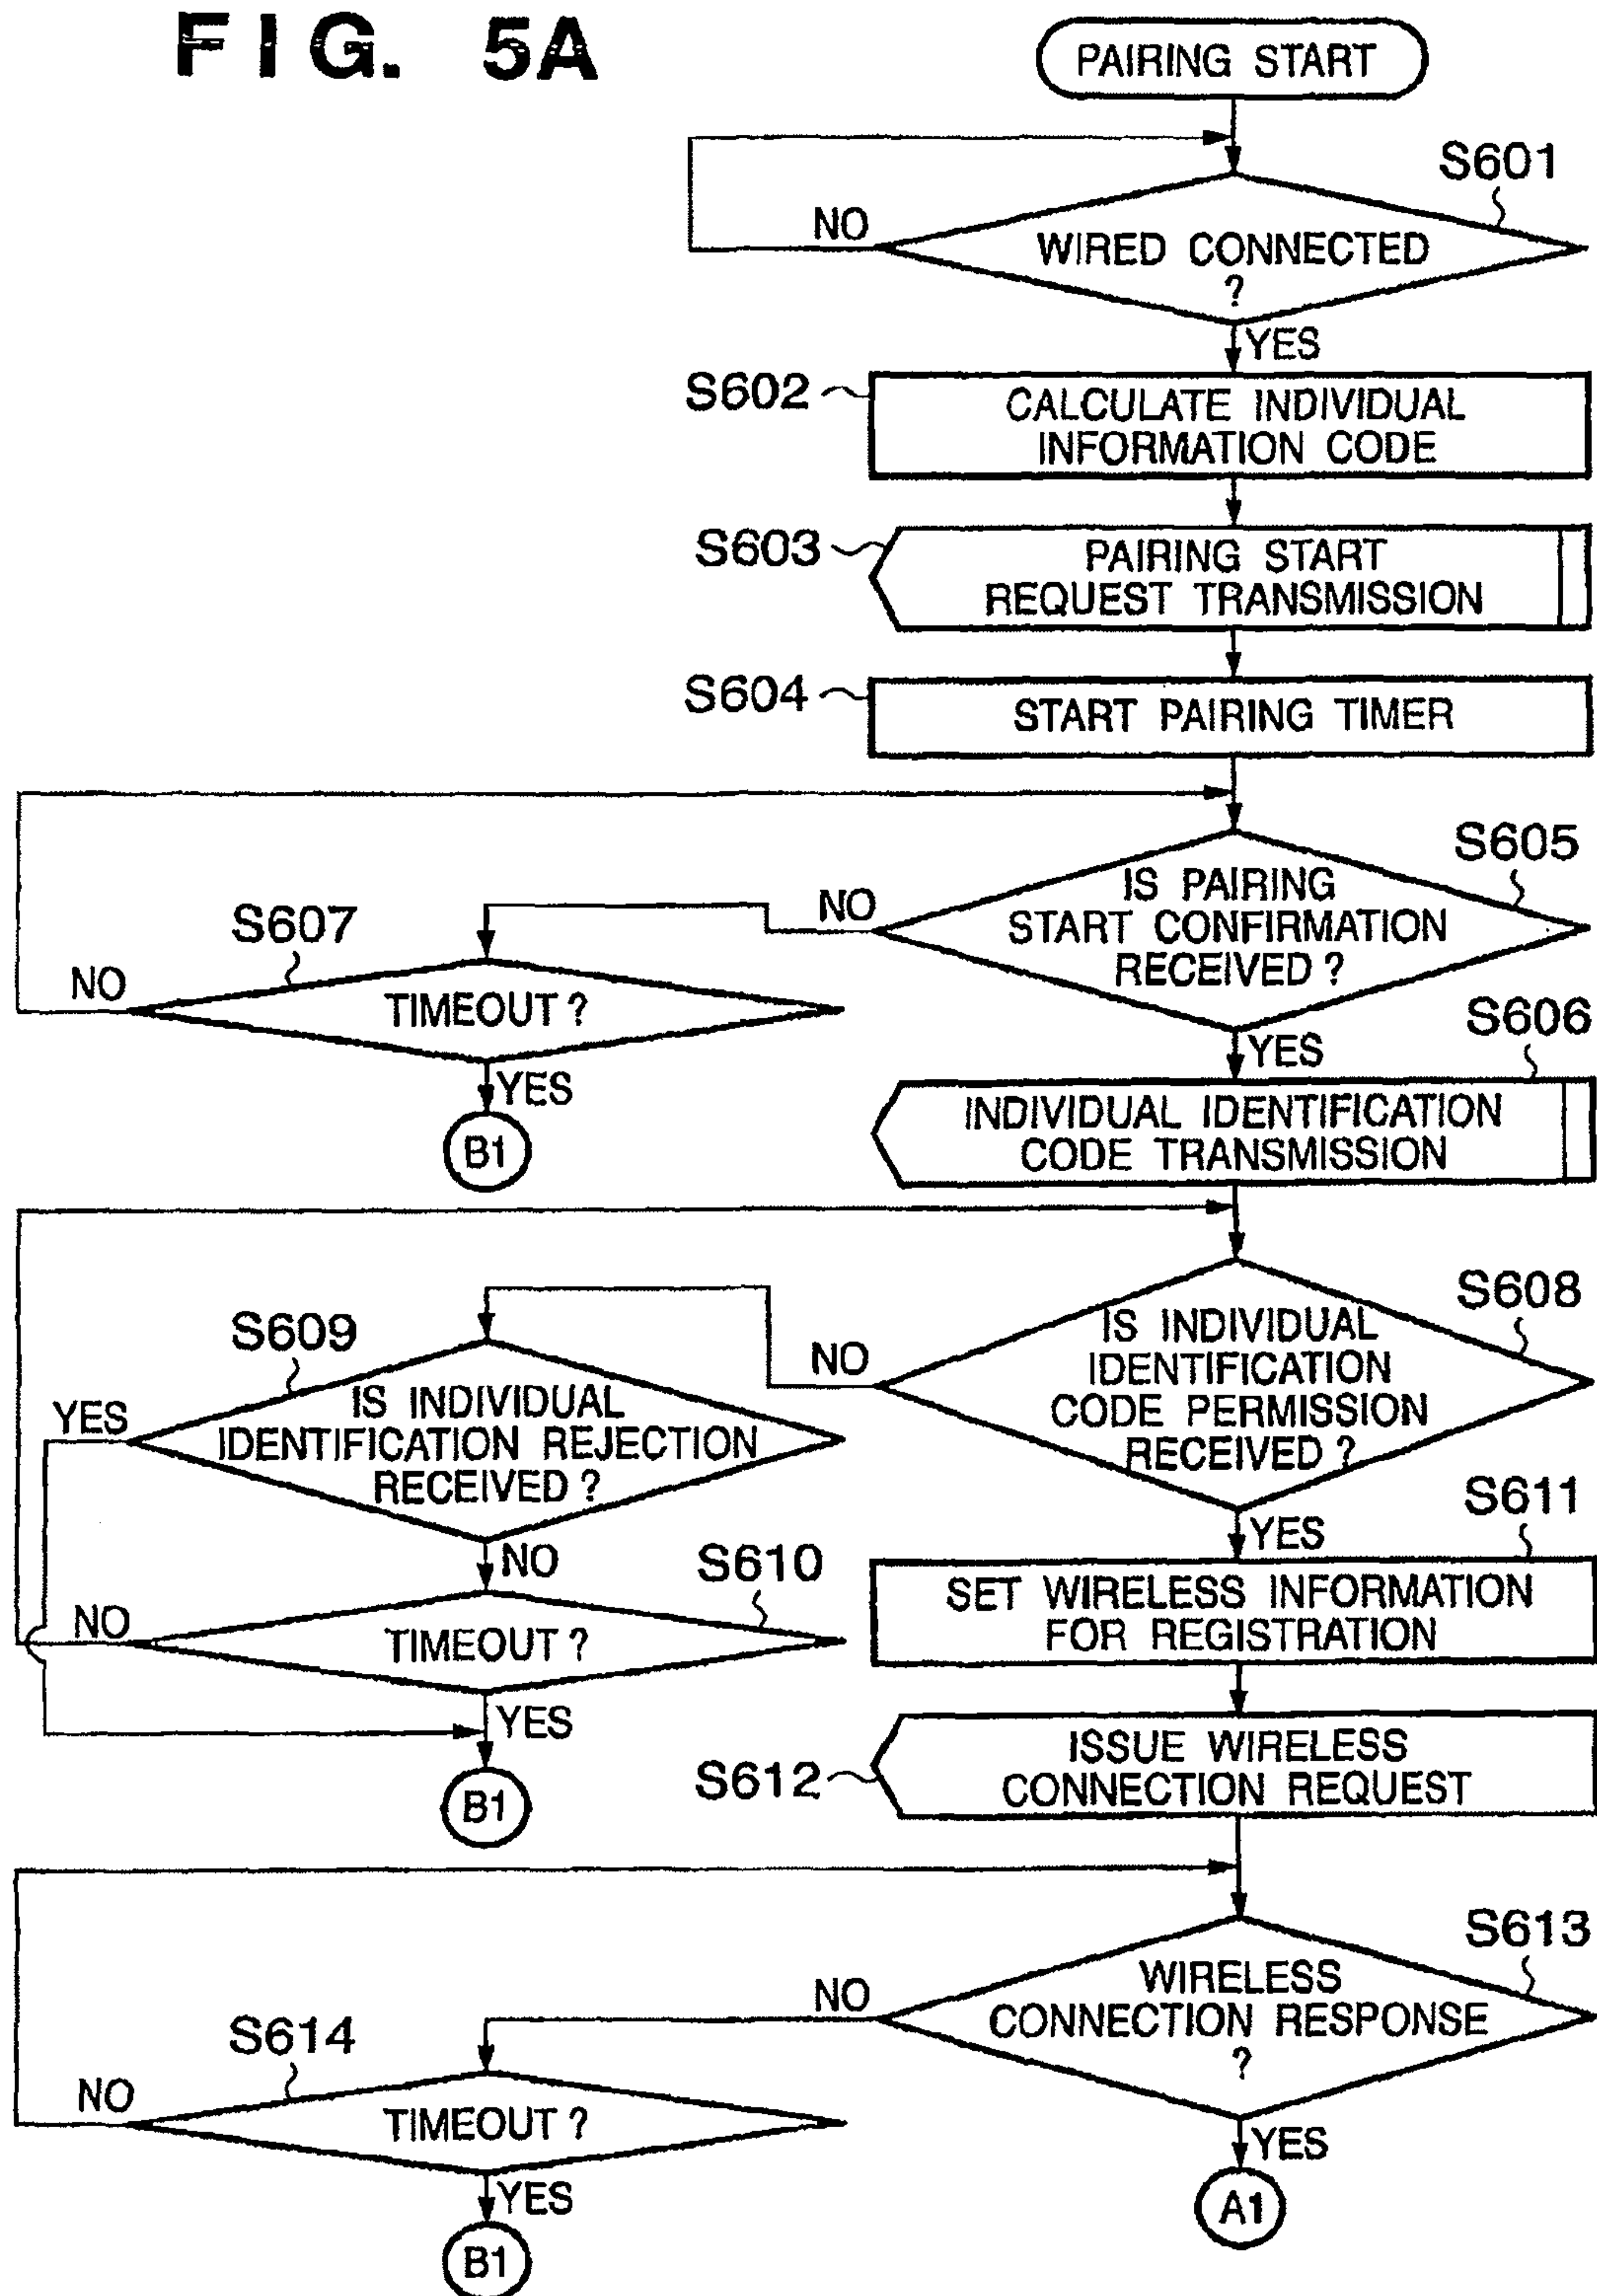 FIG. 5A
PAIRING START
S601
NO
WIRED CONNECTED
?
YES
S602
CALCULATE INDIVIDUAL
INFORMATION CODE
S603
PAIRING START
REQUEST TRANSMISSION
S604
START PAIRING TIMER
S605
IS PAIRING
START CONFIRMATION
RECEIVED ?
NO
S607
NO
TIMEOUT ?
YES
B1
YES
S606
INDIVIDUAL IDENTIFICATION
CODE TRANSMISSION
S608
IS INDIVIDUAL
IDENTIFICATION
CODE PERMISSION
RECEIVED ?
NO
S609
YES
IS INDIVIDUAL
IDENTIFICATION REJECTION
RECEIVED ?
NO
S610
NO
TIMEOUT ?
YES
B1
YES
S611
SET WIRELESS INFORMATION
FOR REGISTRATION
S612
ISSUE WIRELESS
CONNECTION REQUEST
S613
WIRELESS
CONNECTION RESPONSE
?
NO
S614
NO
TIMEOUT ?
YES
B1
YES
A1